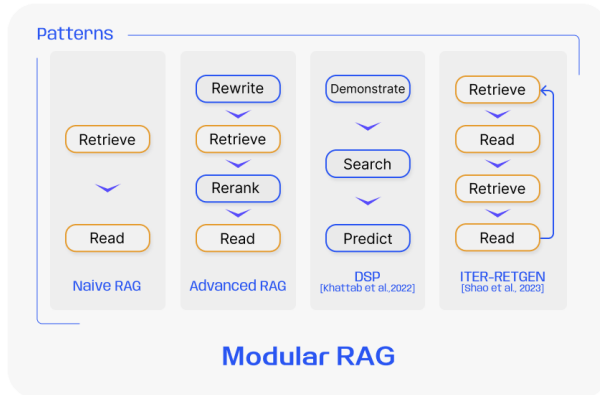 Patterns
Retrieve
Read
Naive RAG
Rewrite
Retrieve
Rerank
Read
Advanced RAG
Demonstrate
Search
Predict
DSP
[Khattab et al.,2022]
Retrieve
Read
Retrieve
Read
ITER-RETGEN
[Shao et al., 2023]
Modular RAG